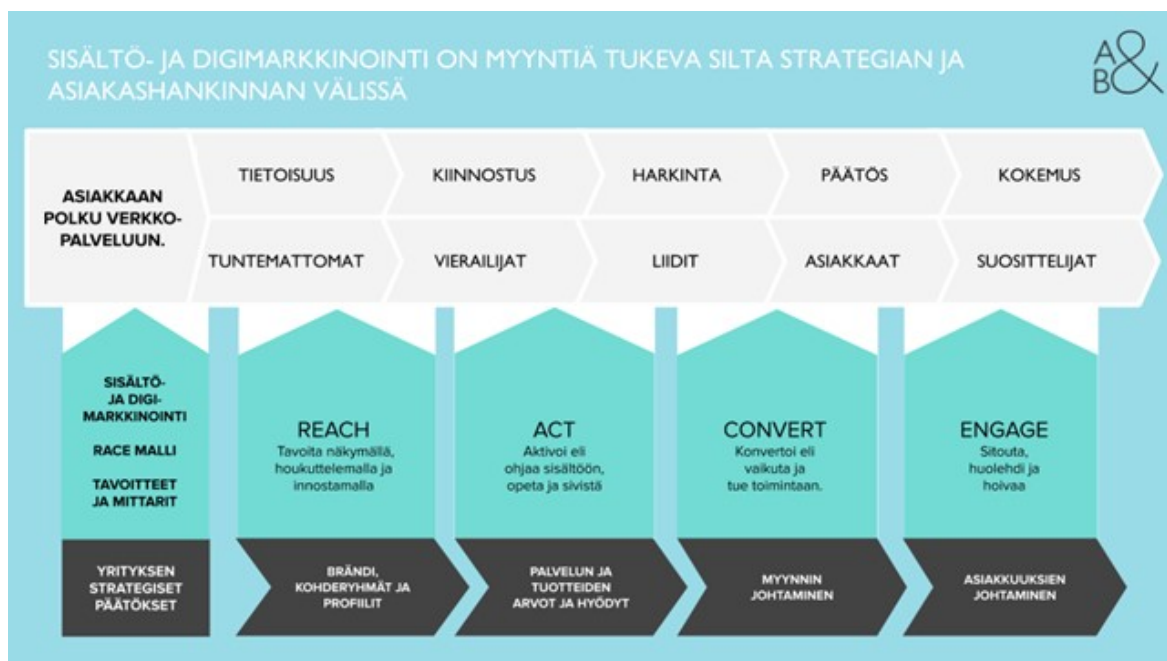 SISÄLTÖ- JA DIGIMARKKINOINTI ON MYYNTIÄ TUKEVA SILTA STRATEGIAN JA
ASIAKASHANKINNAN VÄLISSÄ
A&
B
ASIAKKAAN
POLKU VERKKO-
PALVELUUN.
TIETOISUUS
KIINNOSTUS
HARKINTA
PÄÄTÖS
KOKEMUS
TUNTEMATTOMAT
VIERAILIJAT
LIIDIT
ASIAKKAAT
SUOSITTELIJAT
SISÄLTÖ-
JA DIGI-
MARKKINOINTI
RACE MALLI
TAVOITTEET
JA MITTARIT
REACH
Tavoita näkymällä,
houkuttelemalla ja
innostamalla
ACT
Aktivoi eli
ohjaa sisältöön,
opeta ja sivistä
CONVERT
Konvertoi eli
vaikuta ja
tue toimintaan.
ENGAGE
Sitouta,
huolehdi ja
hoivaa
YRITYKSEN
STRATEGISET
PÄÄTÖKSET
BRÄNDI,
KOHDERYHMÄT JA
PROFIILIT
PALVELUN JA
TUOTTEIDEN
ARVOT JA HYÖDYT
MYYNNIN
JOHTAMINEN
ASIAKKUUKSIEN
JOHTAMINEN